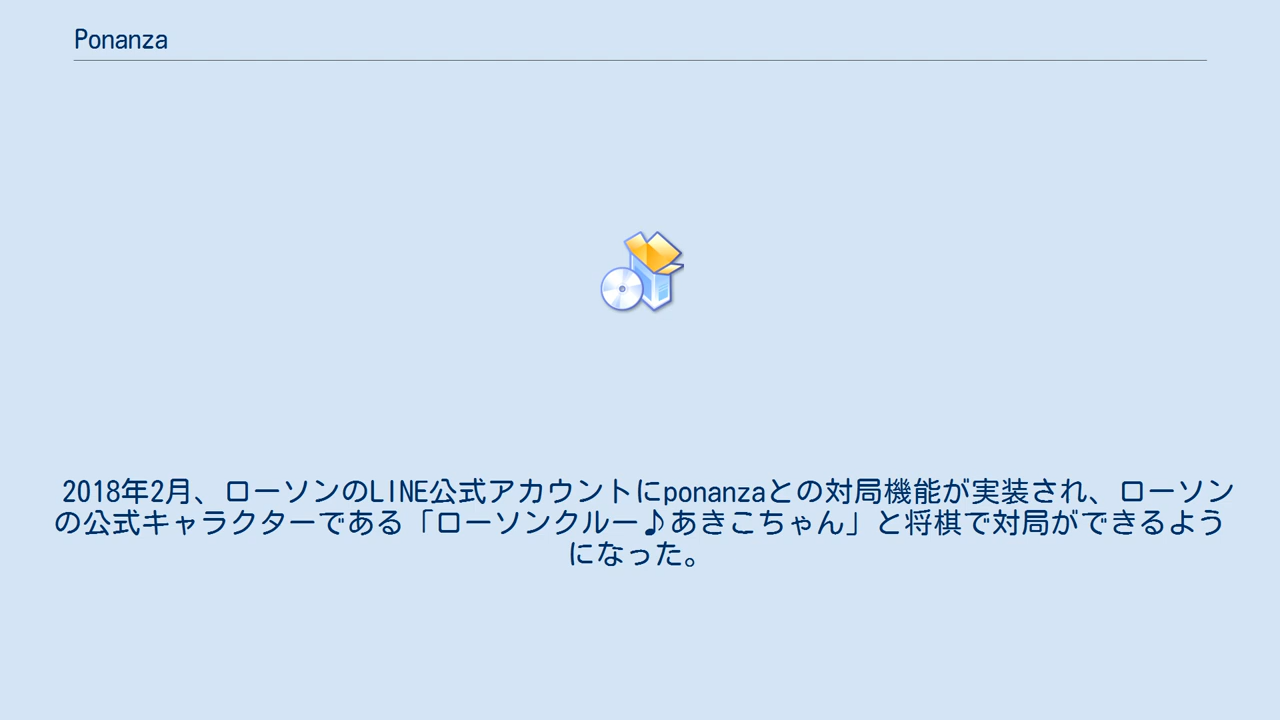 Ponanza
2018年2月、ローソンのLINE公式アカウントにponanzaとの対局機能が実装され、ローソン
の公式キャラクターである「ローソンクルー♪あきこちゃん」と将棋で対局ができるよう
になった。